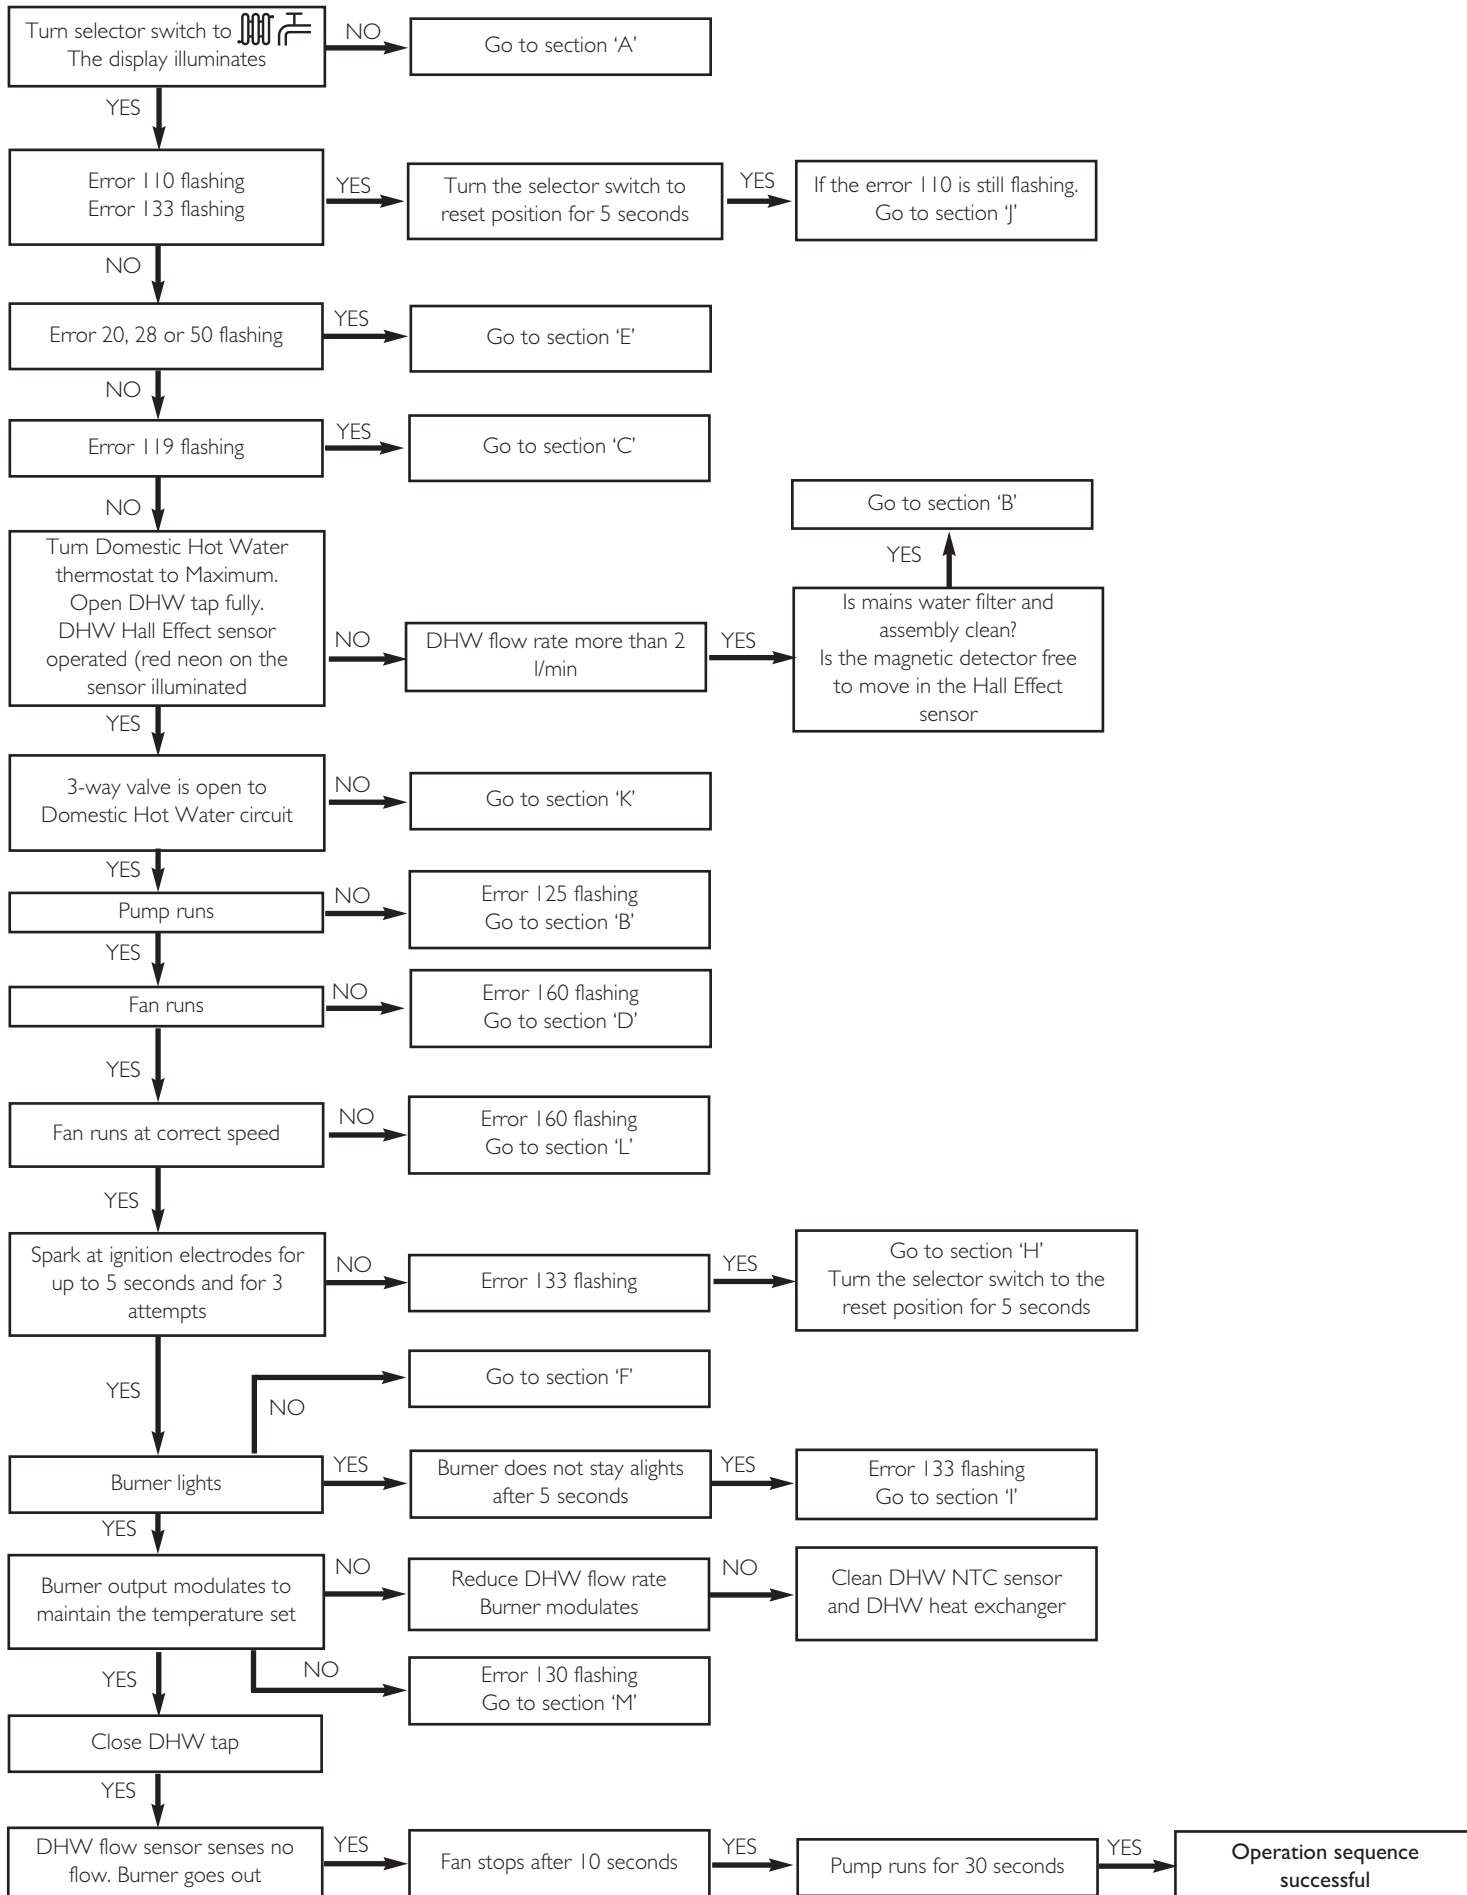 Turn selector switch to
The display illuminates
NO
Go to section ‘A’
YES
Error 110 flashing
Error 133 flashing
YES
Turn the selector switch to
reset position for 5 seconds
YES
If the error 110 is still flashing.
Go to section ‘J’
NO
Error 20, 28 or 50 flashing
YES
Go to section ‘E’
NO
Error 119 flashing
YES
Go to section ‘C’
NO
Turn Domestic Hot Water
thermostat to Maximum.
Open DHW tap fully.
DHW Hall Effect sensor
operated (red neon on the
sensor illuminated
NO
DHW flow rate more than 2
l/min
YES
Is mains water filter and
assembly clean?
Is the magnetic detector free
to move in the Hall Effect
sensor
YES
Go to section ‘B’
YES
3-way valve is open to
Domestic Hot Water circuit
NO
Go to section ‘K’
YES
Pump runs
NO
Error 125 flashing
Go to section ‘B’
YES
Fan runs
NO
Error 160 flashing
Go to section ‘D’
YES
Fan runs at correct speed
NO
Error 160 flashing
Go to section ‘L’
YES
Spark at ignition electrodes for
up to 5 seconds and for 3
attempts
NO
Error 133 flashing
YES
Go to section ‘H’
Turn the selector switch to the
reset position for 5 seconds
YES
NO
Go to section ‘F’
Burner lights
YES
Burner does not stay alights
after 5 seconds
YES
Error 133 flashing
Go to section ‘I’
YES
Burner output modulates to
maintain the temperature set
NO
Reduce DHW flow rate
Burner modulates
NO
Clean DHW NTC sensor
and DHW heat exchanger
NO
Error 130 flashing
Go to section ‘M’
YES
Close DHW tap
YES
DHW flow sensor senses no
flow. Burner goes out
YES
Fan stops after 10 seconds
YES
Pump runs for 30 seconds
YES
Operation sequence
successful